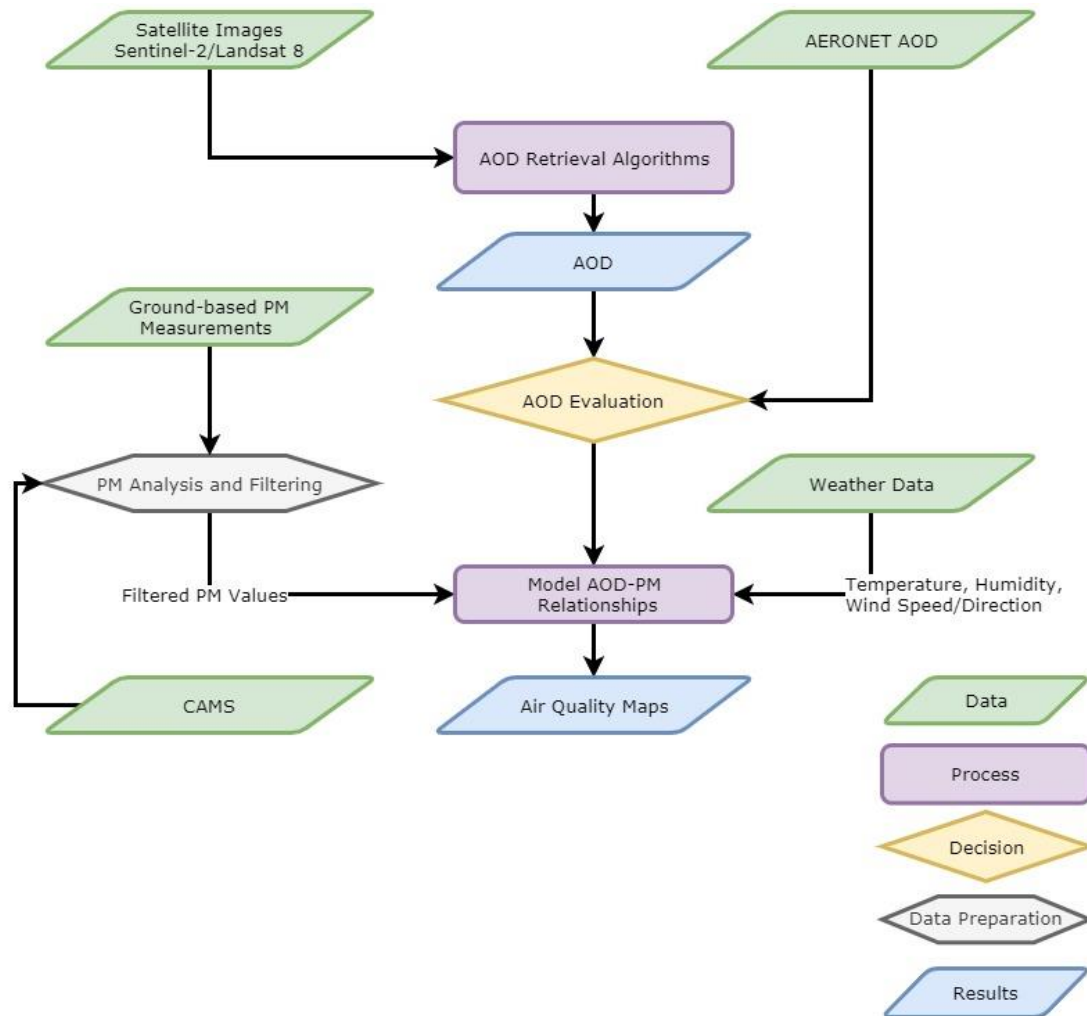 Satellite Images
Sentinel-2/Landsat 8
AERONET AOD
AOD Retrieval Algorithms
AOD
Ground-based PM
Measurements
AOD Evaluation
PM Analysis and Filtering
Weather Data
Filtered PM Values
Model AOD-PM
Relationships
Temperature, Humidity,
Wind Speed/Direction
CAMS
Air Quality Maps
Data
Process
Decision
Data Preparation
Results